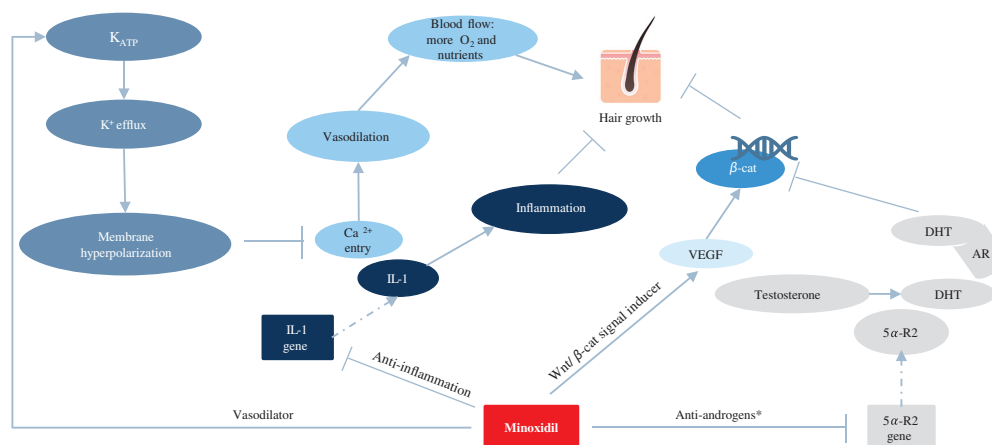 K_ATP
K⁺ efflux
Membrane
hyperpolarization
Blood flow:
more O₂ and
nutrients
Vasodilation
Ca ²⁺
entry
IL-1
IL-1
gene
Inflammation
Hair growth
β-cat
VEGF
DHT
AR
Testosterone
DHT
5α-R2
5α-R2
gene
Wnt/ β-cat signal inducer
Anti-inflammation
Vasodilator
Minoxidil
Anti-androgens*